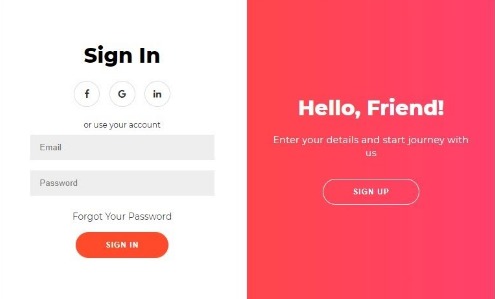 Sign In
f
G
in
or use your account
Email
Password
Forgot Your Password
SIGN IN
Hello, Friend!
Enter your details and start journey with
us
SIGN UP